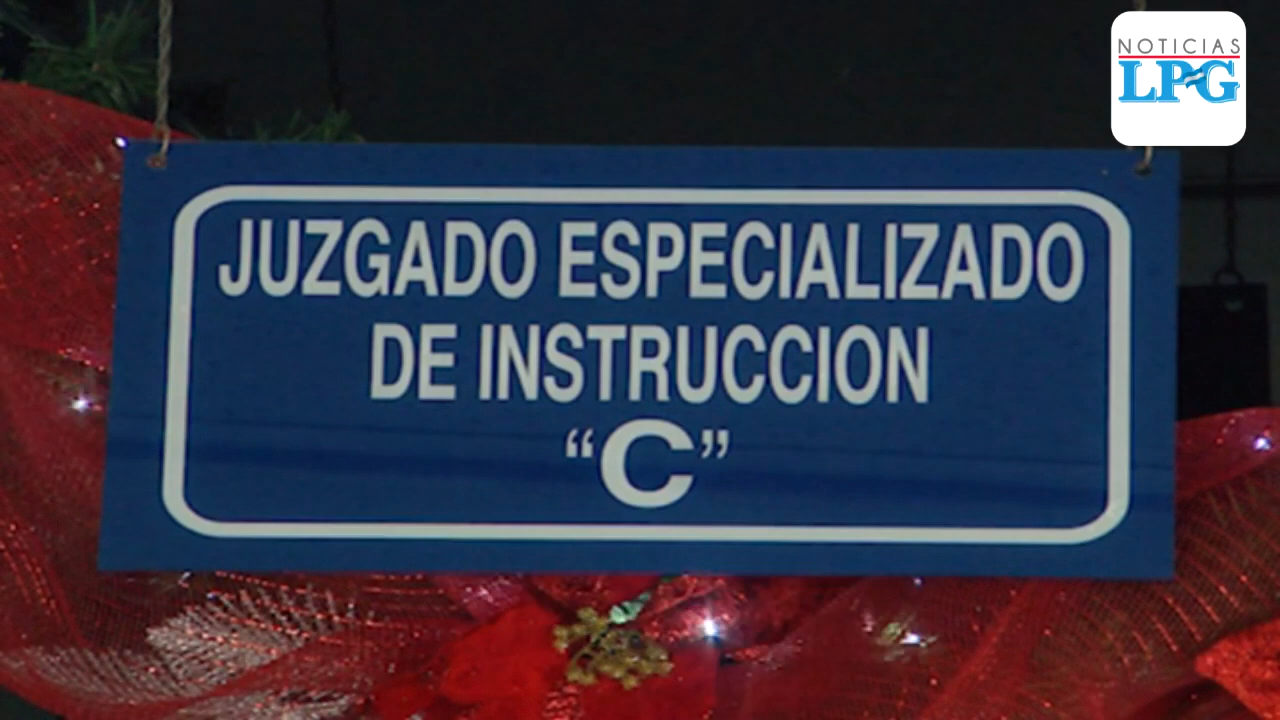 NOTICIAS
LPG
JUZGADO ESPECIALIZADO
DE INSTRUCCION
“C”